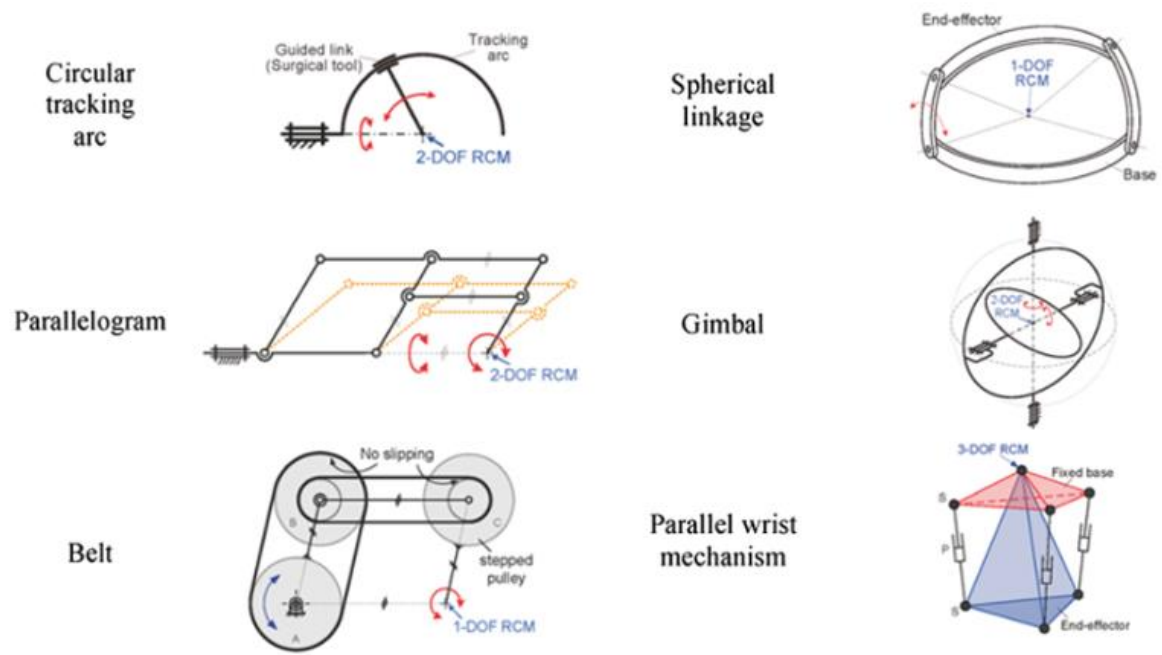 Circular
tracking
arc
Guided link
(Surgical tool)
Tracking
arc
2-DOF RCM
Spherical
linkage
End-effector
1-DOF
RCM
Base
Parallelogram
2-DOF RCM
Gimbal
2-DOF
RCM
Belt
No slipping
B
C
stepped
pulley
A
1-DOF RCM
Parallel wrist
mechanism
3-DOF RCM
Fixed base
S
P
S
End-effector